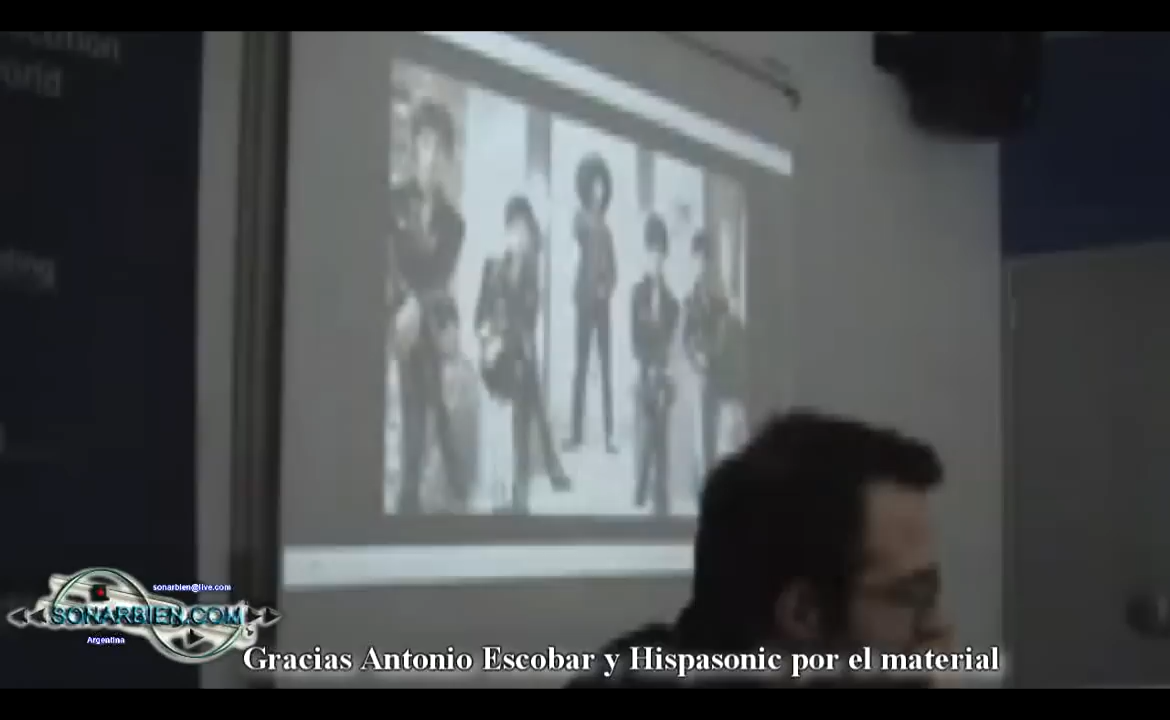 sonarbien@live.com
SONARBIEN.COM
Argentina
Gracias Antonio Escobar y Hispasonic por el material